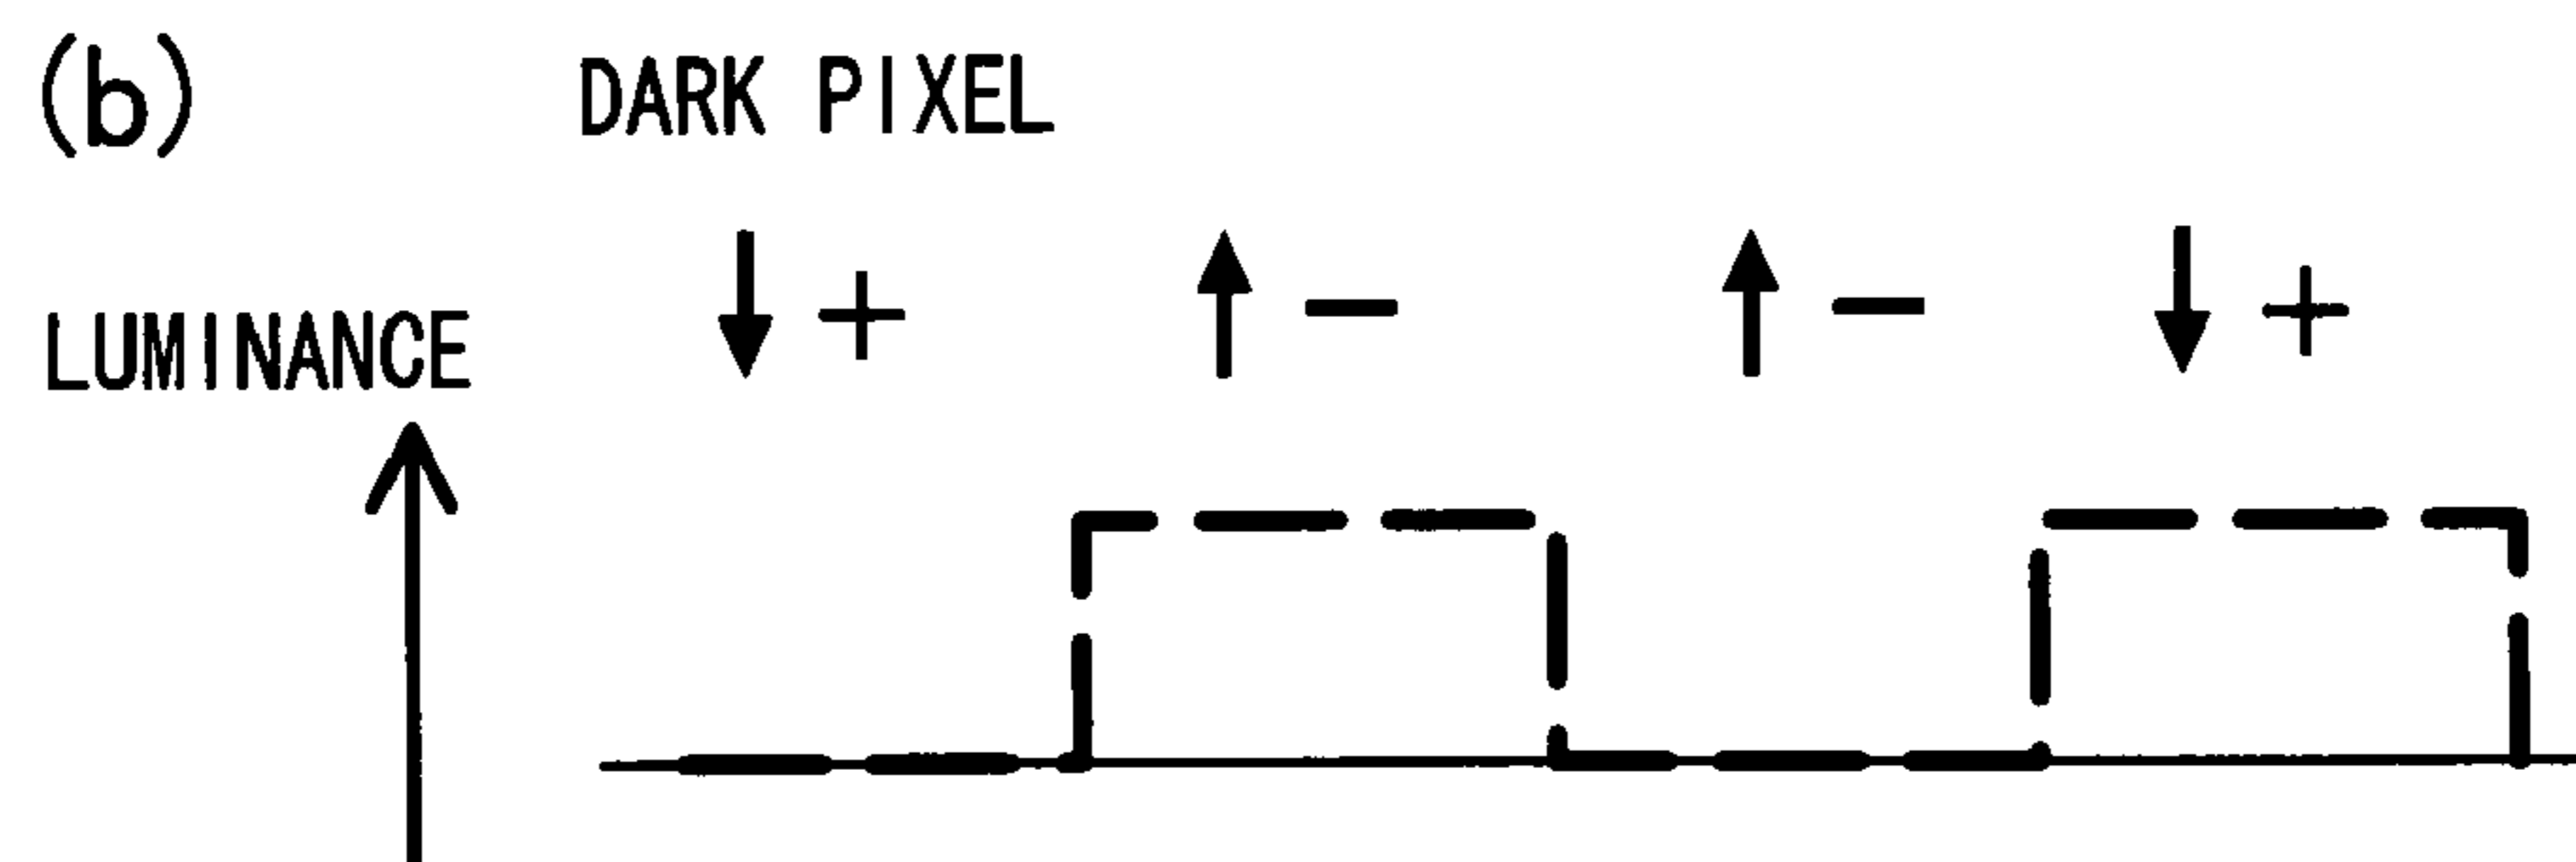 (b) DARK PIXEL
↓ + ↑ − ↑ − ↓ +
LUMINANCE